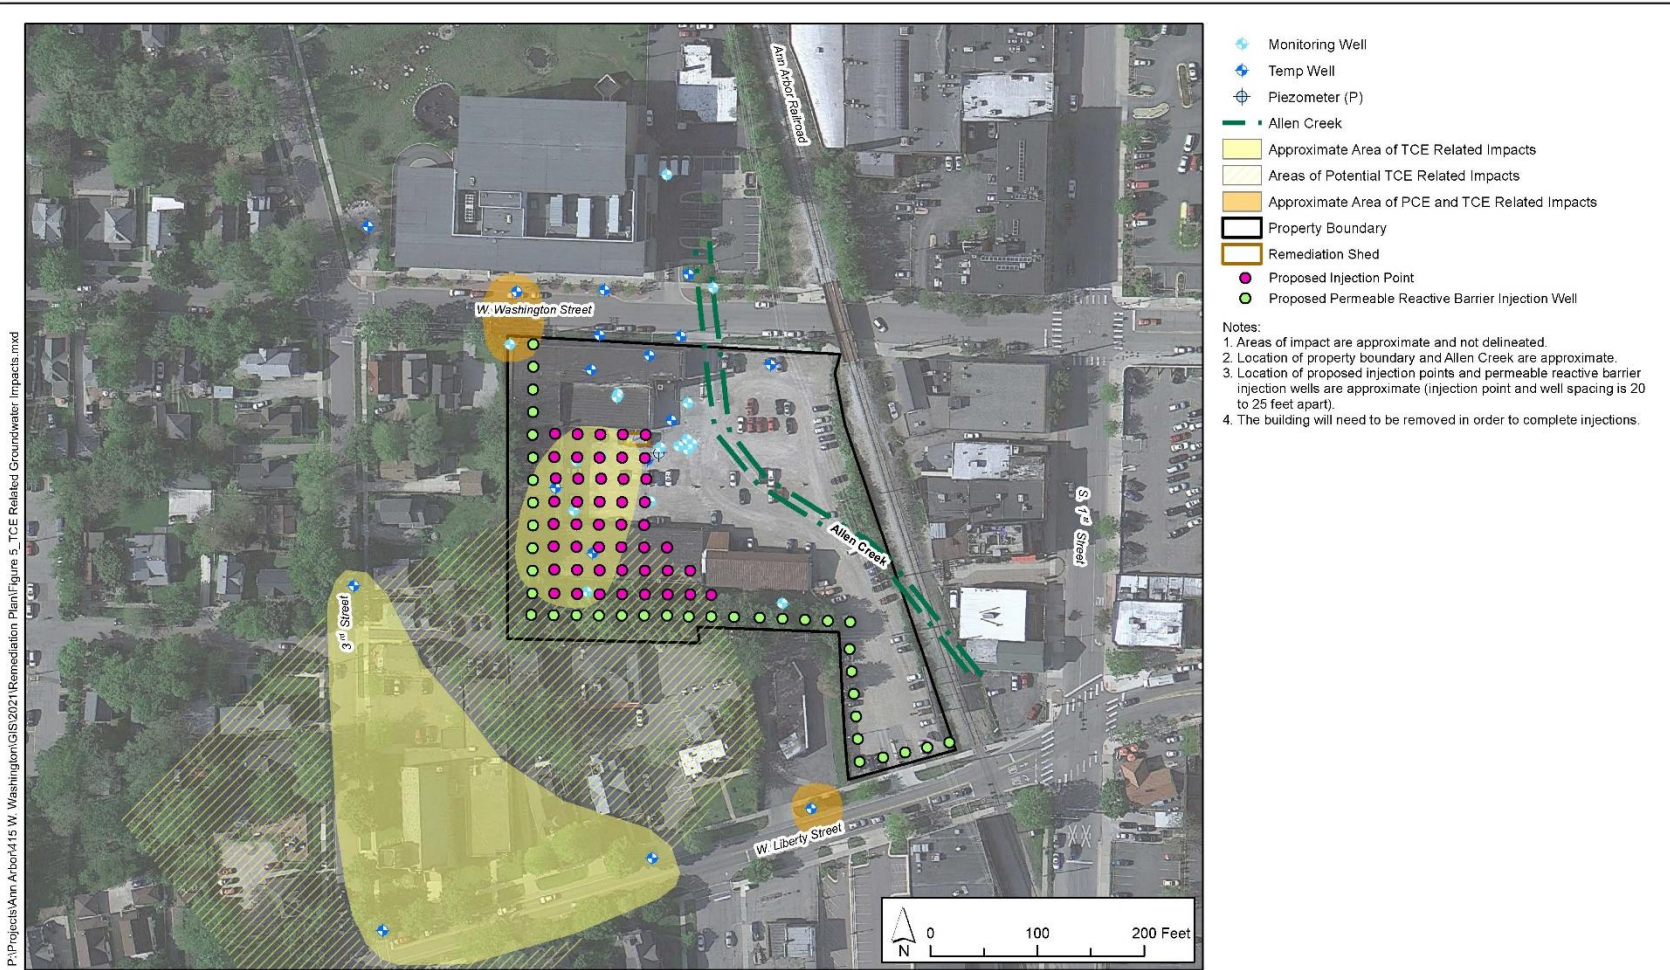 Ann Arbor Railroad
W. Washington Street
Allen Creek
S. 1st Street
3rd Street
W. Liberty Street
N
0 100 200 Feet
Monitoring Well
Temp Well
Piezometer (P)
Allen Creek
Approximate Area of TCE Related Impacts
Areas of Potential TCE Related Impacts
Approximate Area of PCE and TCE Related Impacts
Property Boundary
Remediation Shed
Proposed Injection Point
Proposed Permeable Reactive Barrier Injection Well
Notes:
1. Areas of impact are approximate and not delineated.
2. Location of property boundary and Allen Creek are approximate.
3. Location of proposed injection points and permeable reactive barrier
injection wells are approximate (injection point and well spacing is 20
to 25 feet apart).
4. The building will need to be removed in order to complete injections.
P:\Projects\Ann Arbor\415 W. Washington\GIS\2021\Remediation Plan\Figure 5_TCE Related Groundwater Impacts.mxd